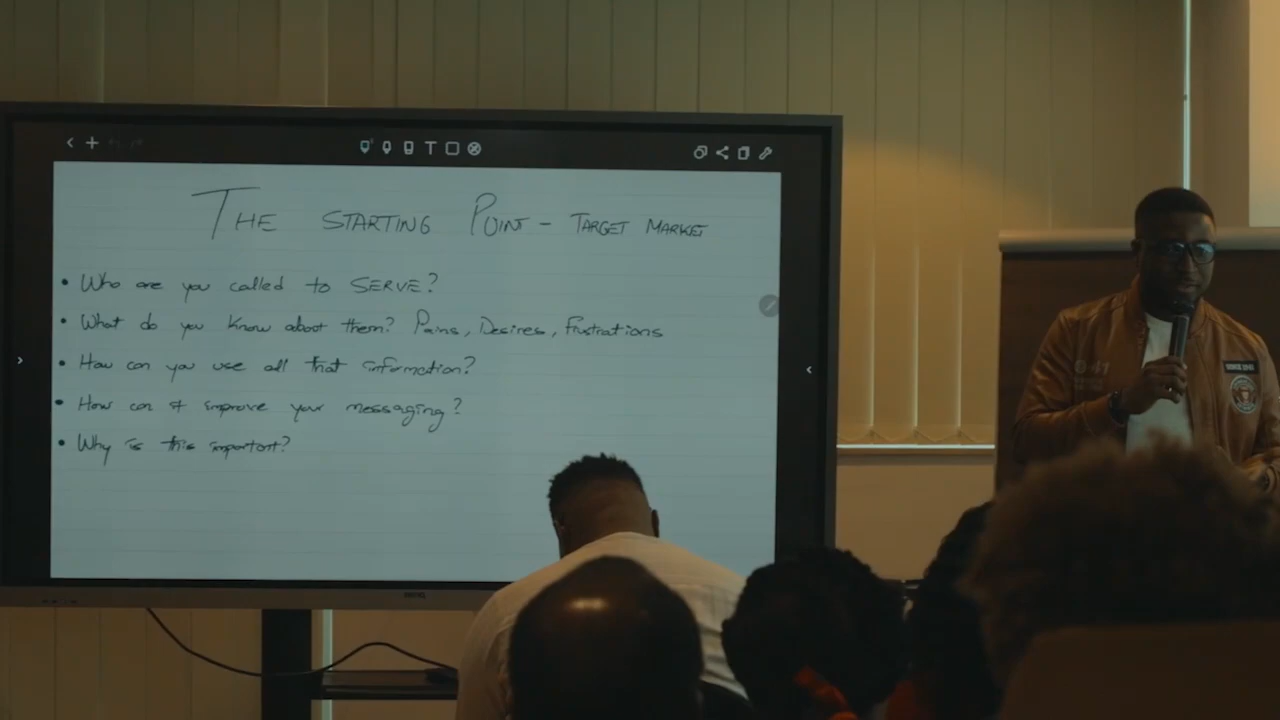 THE STARTING POINT - TARGET MARKET
• Who are you called to SERVE?
• What do you know about them? Pains, Desires, Frustrations
• How can you use all that information?
• How can it improve your messaging?
• Why is this important?
BENQ